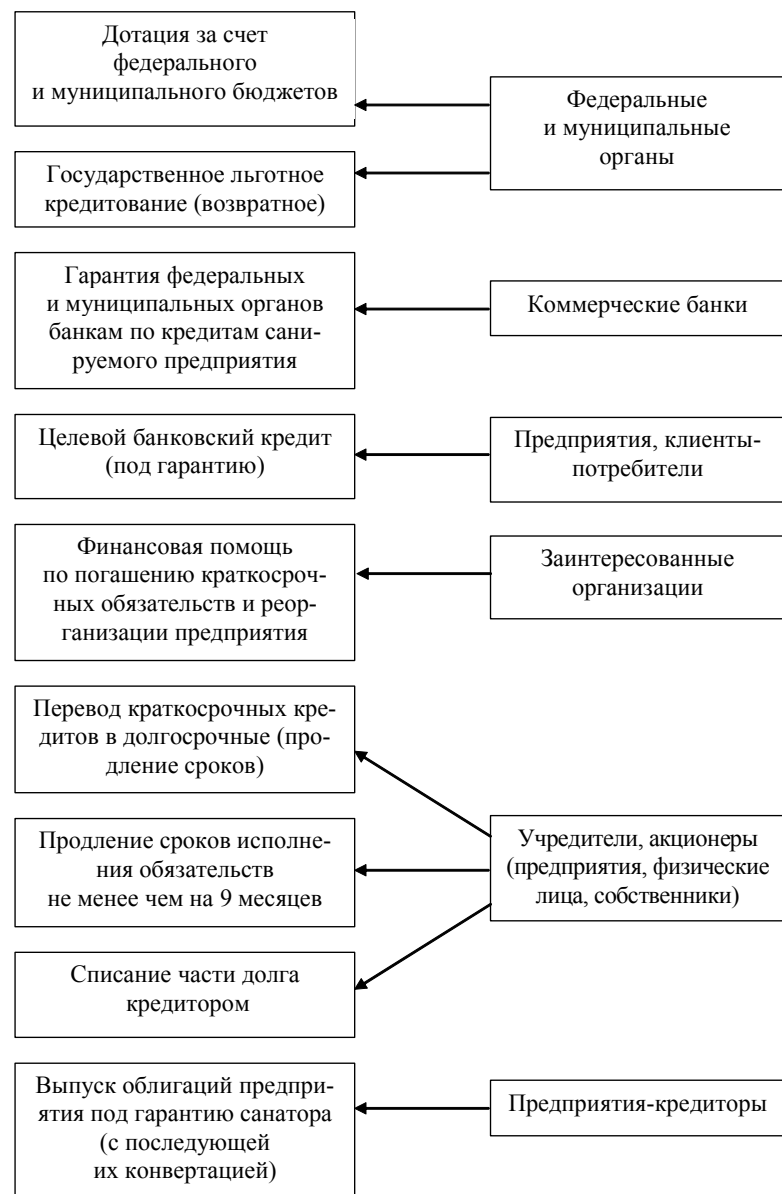 Дотация за счет
федерального
и муниципального бюджетов
Федеральные
и муниципальные
органы
Государственное льготное
кредитование (возвратное)
Гарантия федеральных
и муниципальных органов
банкам по кредитам сани-
руемого предприятия
Коммерческие банки
Целевой банковский кредит
(под гарантию)
Предприятия, клиенты-
потребители
Финансовая помощь
по погашению краткосроч-
ных обязательств и реор-
ганизации предприятия
Заинтересованные
организации
Перевод краткосрочных кре-
дитов в долгосрочные (про-
дление сроков)
Продление сроков исполне-
ния обязательств
не менее чем на 9 месяцев
Учредители, акционеры
(предприятия, физические
лица, собственники)
Списание части долга
кредитором
Выпуск облигаций предпри-
ятия под гарантию санатора
(с последующей
их конвертацией)
Предприятия-кредиторы